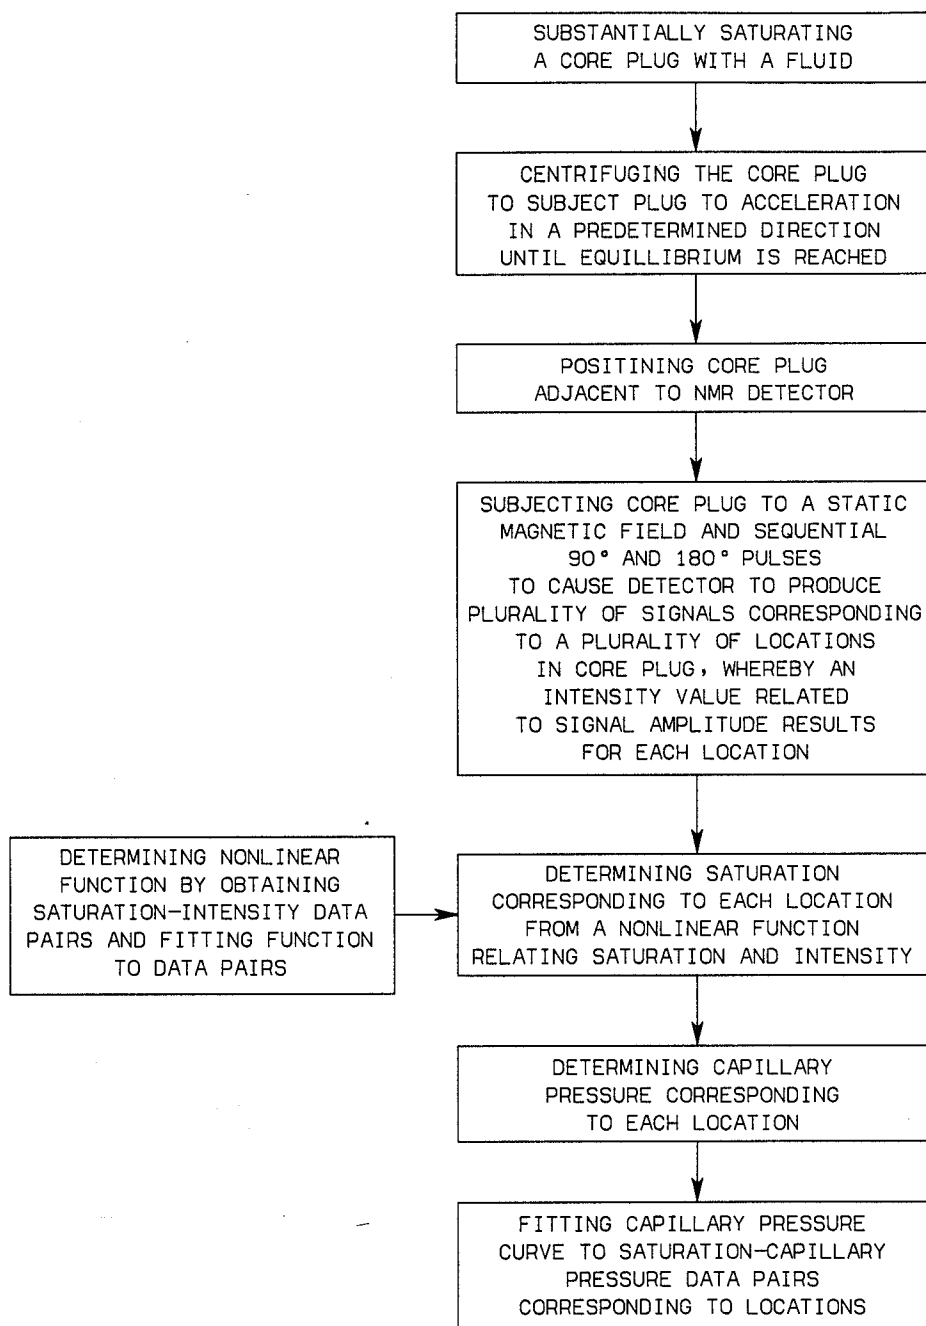 SUBSTANTIALLY SATURATING
A CORE PLUG WITH A FLUID
CENTRIFUGING THE CORE PLUG
TO SUBJECT PLUG TO ACCELERATION
IN A PREDETERMINED DIRECTION
UNTIL EQUILLIBRIUM IS REACHED
POSITINING CORE PLUG
ADJACENT TO NMR DETECTOR
SUBJECTING CORE PLUG TO A STATIC
MAGNETIC FIELD AND SEQUENTIAL
90° AND 180° PULSES
TO CAUSE DETECTOR TO PRODUCE
PLURALITY OF SIGNALS CORRESPONDING
TO A PLURALITY OF LOCATIONS
IN CORE PLUG, WHEREBY AN
INTENSITY VALUE RELATED
TO SIGNAL AMPLITUDE RESULTS
FOR EACH LOCATION
DETERMINING NONLINEAR
FUNCTION BY OBTAINING
SATURATION-INTENSITY DATA
PAIRS AND FITTING FUNCTION
TO DATA PAIRS
DETERMINING SATURATION
CORRESPONDING TO EACH LOCATION
FROM A NONLINEAR FUNCTION
RELATING SATURATION AND INTENSITY
DETERMINING CAPILLARY
PRESSURE CORRESPONDING
TO EACH LOCATION
FITTING CAPILLARY PRESSURE
CURVE TO SATURATION-CAPILLARY
PRESSURE DATA PAIRS
CORRESPONDING TO LOCATIONS